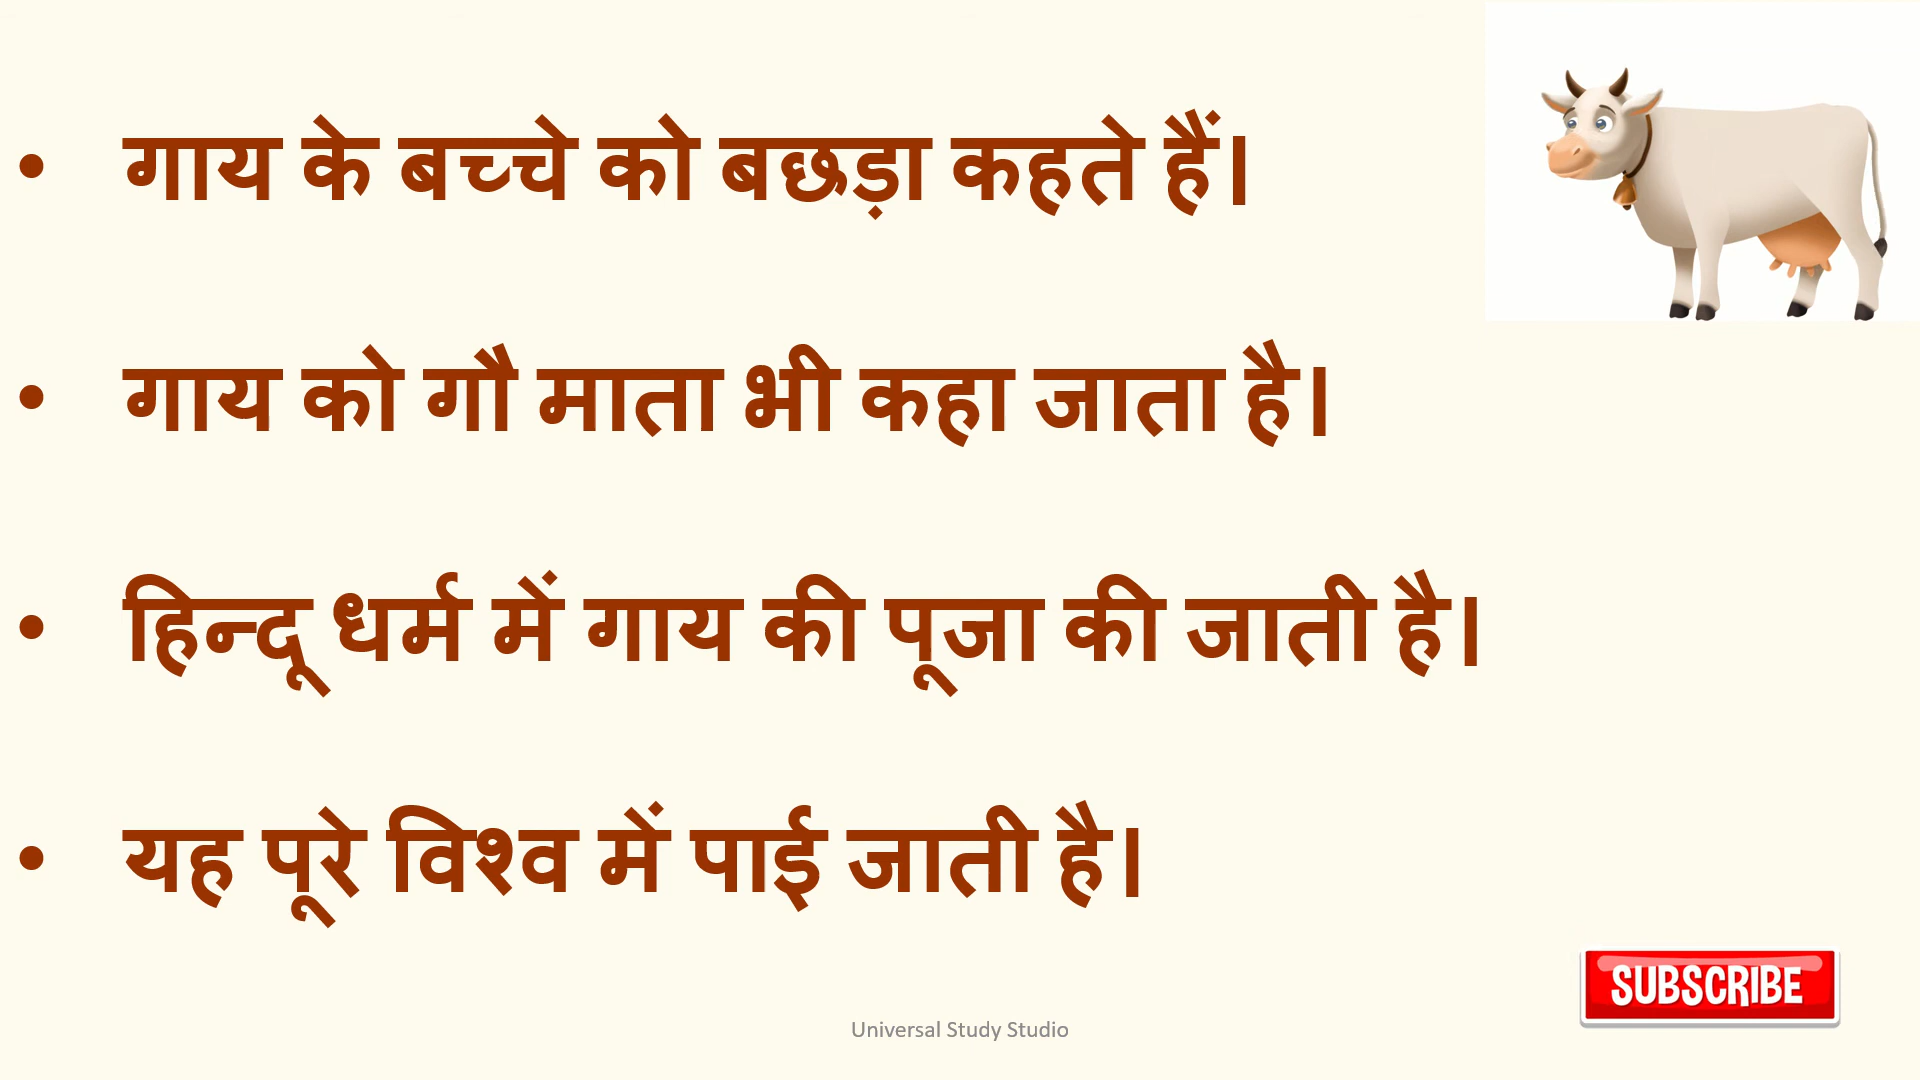 • गाय के बच्चे को बछड़ा कहते हैं।
• गाय को गौ माता भी कहा जाता है।
• हिन्दू धर्म में गाय की पूजा की जाती है।
• यह पूरे विश्व में पाई जाती है।
SUBSCRIBE
Universal Study Studio